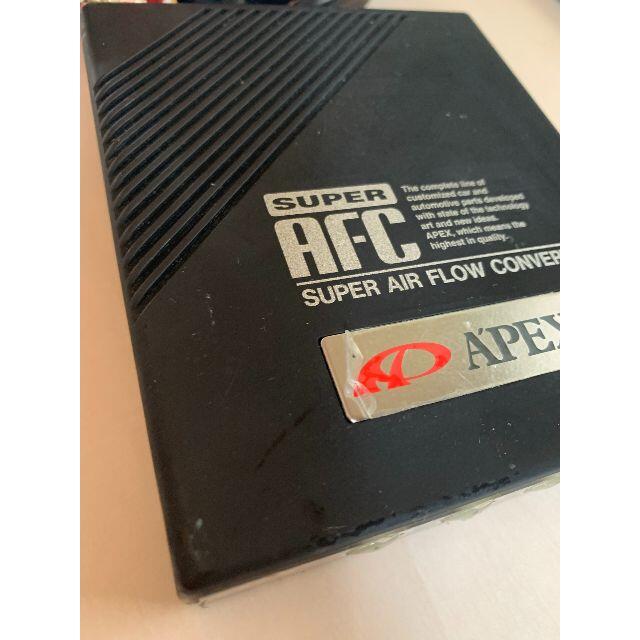 SUPER
AFC
The complete line of
customized car and
automotive parts developed
with state of the technology
art and new ideas.
APEX, which means the
highest in quality.
SUPER AIR FLOW CONVER
A'PEX